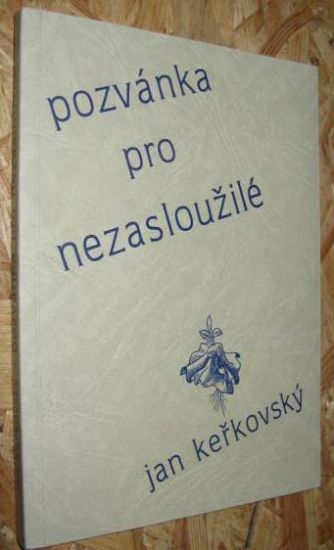 pozvánka
pro
nezasloužilé
jan keřkovský